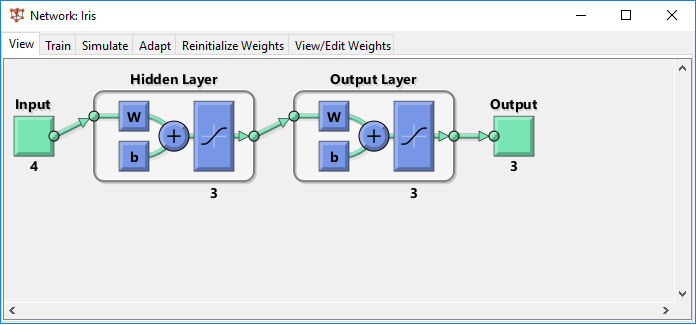 Network: Iris
View Train Simulate Adapt Reinitialize Weights View/Edit Weights
Hidden Layer Output Layer
Input Output
W W
+ +
b b
4 3
3 3